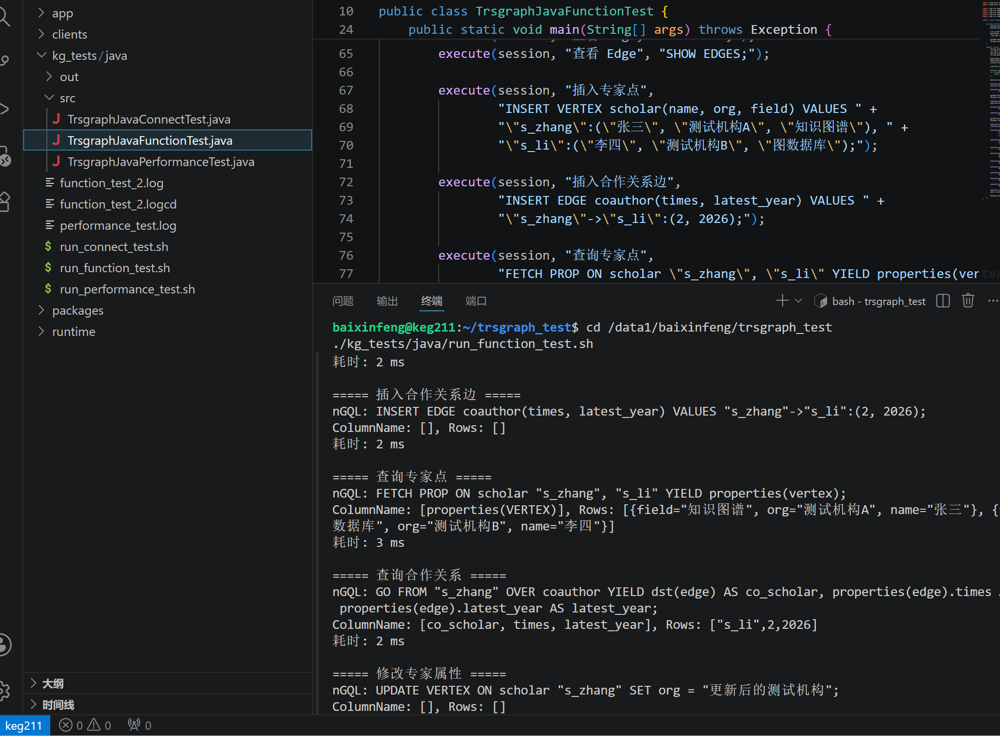 app
clients
kg_tests/java
out
src
J TrsgraphJavaConnectTest.java
J TrsgraphJavaFunctionTest.java
J TrsgraphJavaPerformanceTest.java
function_test_2.log
function_test_2.logcd
performance_test.log
$ run_connect_test.sh
$ run_function_test.sh
$ run_performance_test.sh
packages
runtime
大纲
时间线
10 public class TrsgraphJavaFunctionTest {
24 public static void main(String[] args) throws Exception {
65 execute(session, "查看 Edge", "SHOW EDGES;");
66
67 execute(session, "插入专家点",
68 "INSERT VERTEX scholar(name, org, field) VALUES " +
69 "\"s_zhang\":(\"张三\", \"测试机构A\", \"知识图谱\"), " +
70 "\"s_li\":(\"李四\", \"测试机构B\", \"图数据库\");");
71
72 execute(session, "插入合作关系边",
73 "INSERT EDGE coauthor(times, latest_year) VALUES " +
74 "\"s_zhang\"->\"s_li\":(2, 2026);");
75
76 execute(session, "查询专家点",
77 "FETCH PROP ON scholar \"s_zhang\", \"s_li\" YIELD properties(vertex
问题 输出 终端 端口
bash - trsgraph_test
baixinfeng@keg211:~/trsgraph_test$ cd /data1/baixinfeng/trsgraph_test
./kg_tests/java/run_function_test.sh
耗时: 2 ms
===== 插入合作关系边 =====
nGQL: INSERT EDGE coauthor(times, latest_year) VALUES "s_zhang"->"s_li":(2, 2026);
ColumnName: [], Rows: []
耗时: 2 ms
===== 查询专家点 =====
nGQL: FETCH PROP ON scholar "s_zhang", "s_li" YIELD properties(vertex);
ColumnName: [properties(VERTEX)], Rows: [{field="知识图谱", org="测试机构A", name="张三"}, {
数据库", org="测试机构B", name="李四"}]
耗时: 3 ms
===== 查询合作关系 =====
nGQL: GO FROM "s_zhang" OVER coauthor YIELD dst(edge) AS co_scholar, properties(edge).times
properties(edge).latest_year AS latest_year;
ColumnName: [co_scholar, times, latest_year], Rows: ["s_li",2,2026]
耗时: 2 ms
===== 修改专家属性 =====
nGQL: UPDATE VERTEX ON scholar "s_zhang" SET org = "更新后的测试机构";
ColumnName: [], Rows: []
keg211 0 0 0